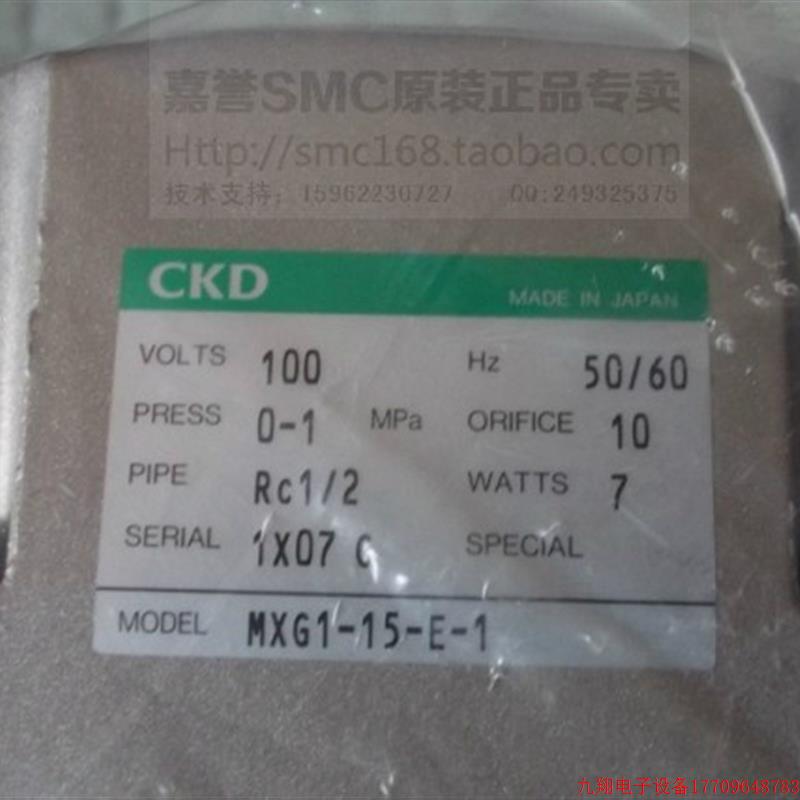 嘉誉SMC原装正品专卖
Http://smc168.taobao.com
技术支持：15962230727 QQ:249325375
CKD MADE IN JAPAN
VOLTS 100 Hz 50/60
PRESS 0-1 MPa ORIFICE 10
PIPE Rc1/2 WATTS 7
SERIAL 1X07 C SPECIAL
MODEL MXG1-15-E-1
九翔电子设备17709648783